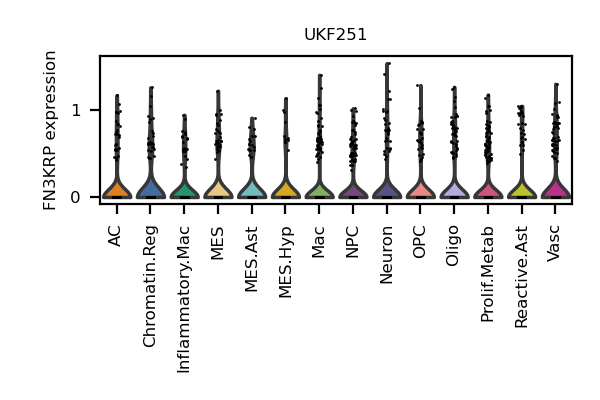 UKF251
FN3KRP expression
1
0
AC
Chromatin.Reg
Inflammatory.Mac
MES
MES.Ast
MES.Hyp
Mac
NPC
Neuron
OPC
Oligo
Prolif.Metab
Reactive.Ast
Vasc